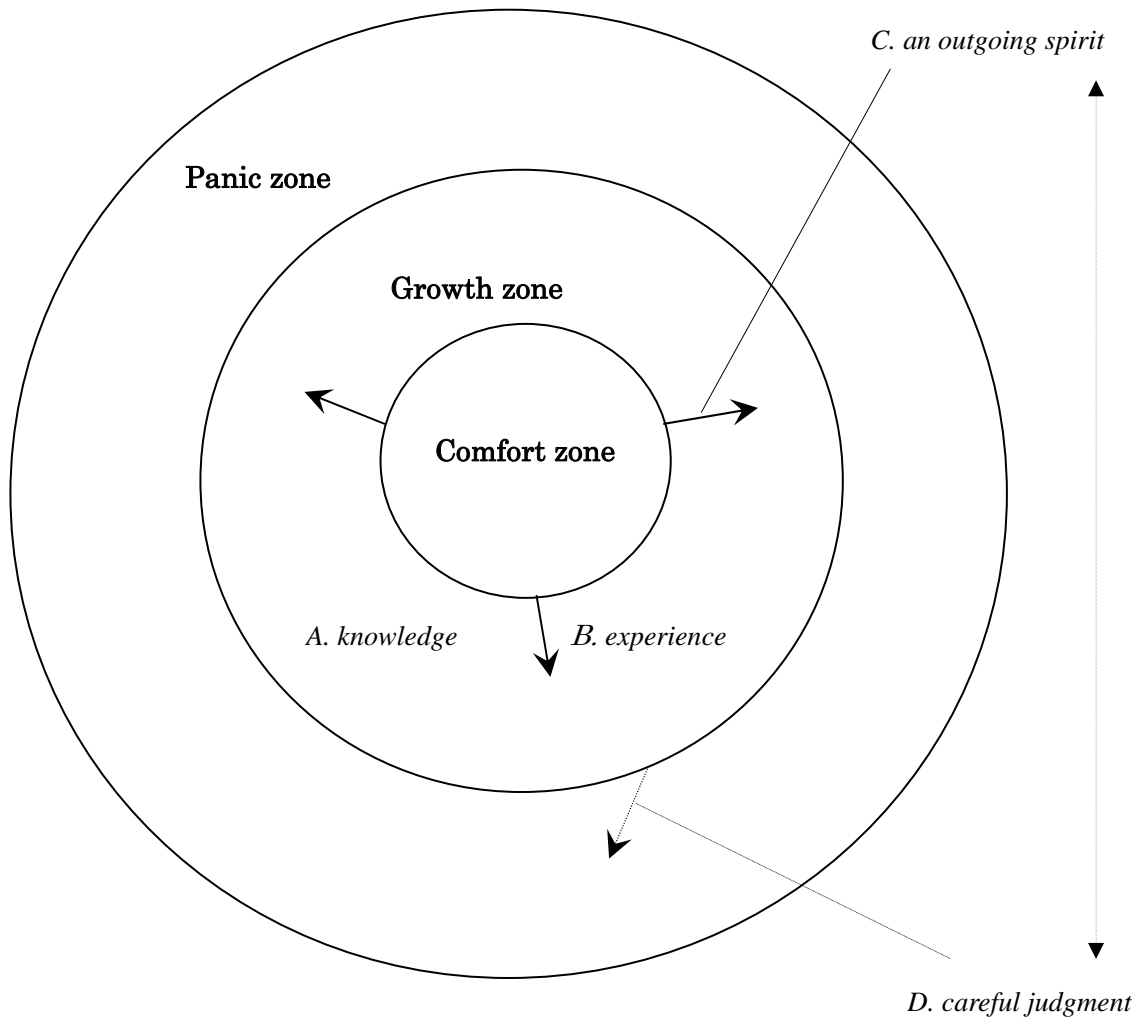 C. an outgoing spirit
Panic zone
Growth zone
Comfort zone
A. knowledge
B. experience
D. careful judgment